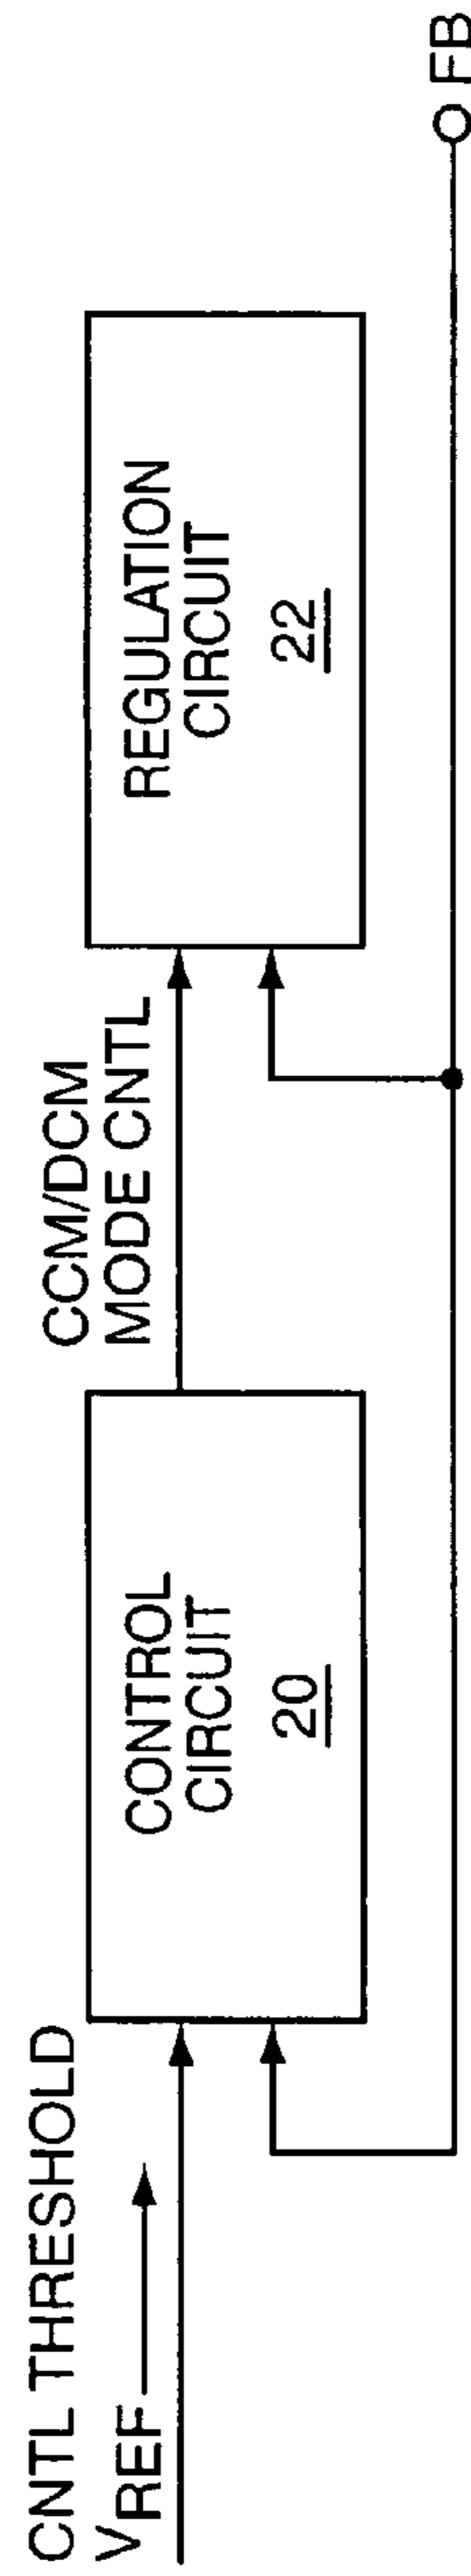 CNTL THRESHOLD
VREF
CONTROL
CIRCUIT
20
CCM/DCM
MODE CNTL
REGULATION
CIRCUIT
22
FB